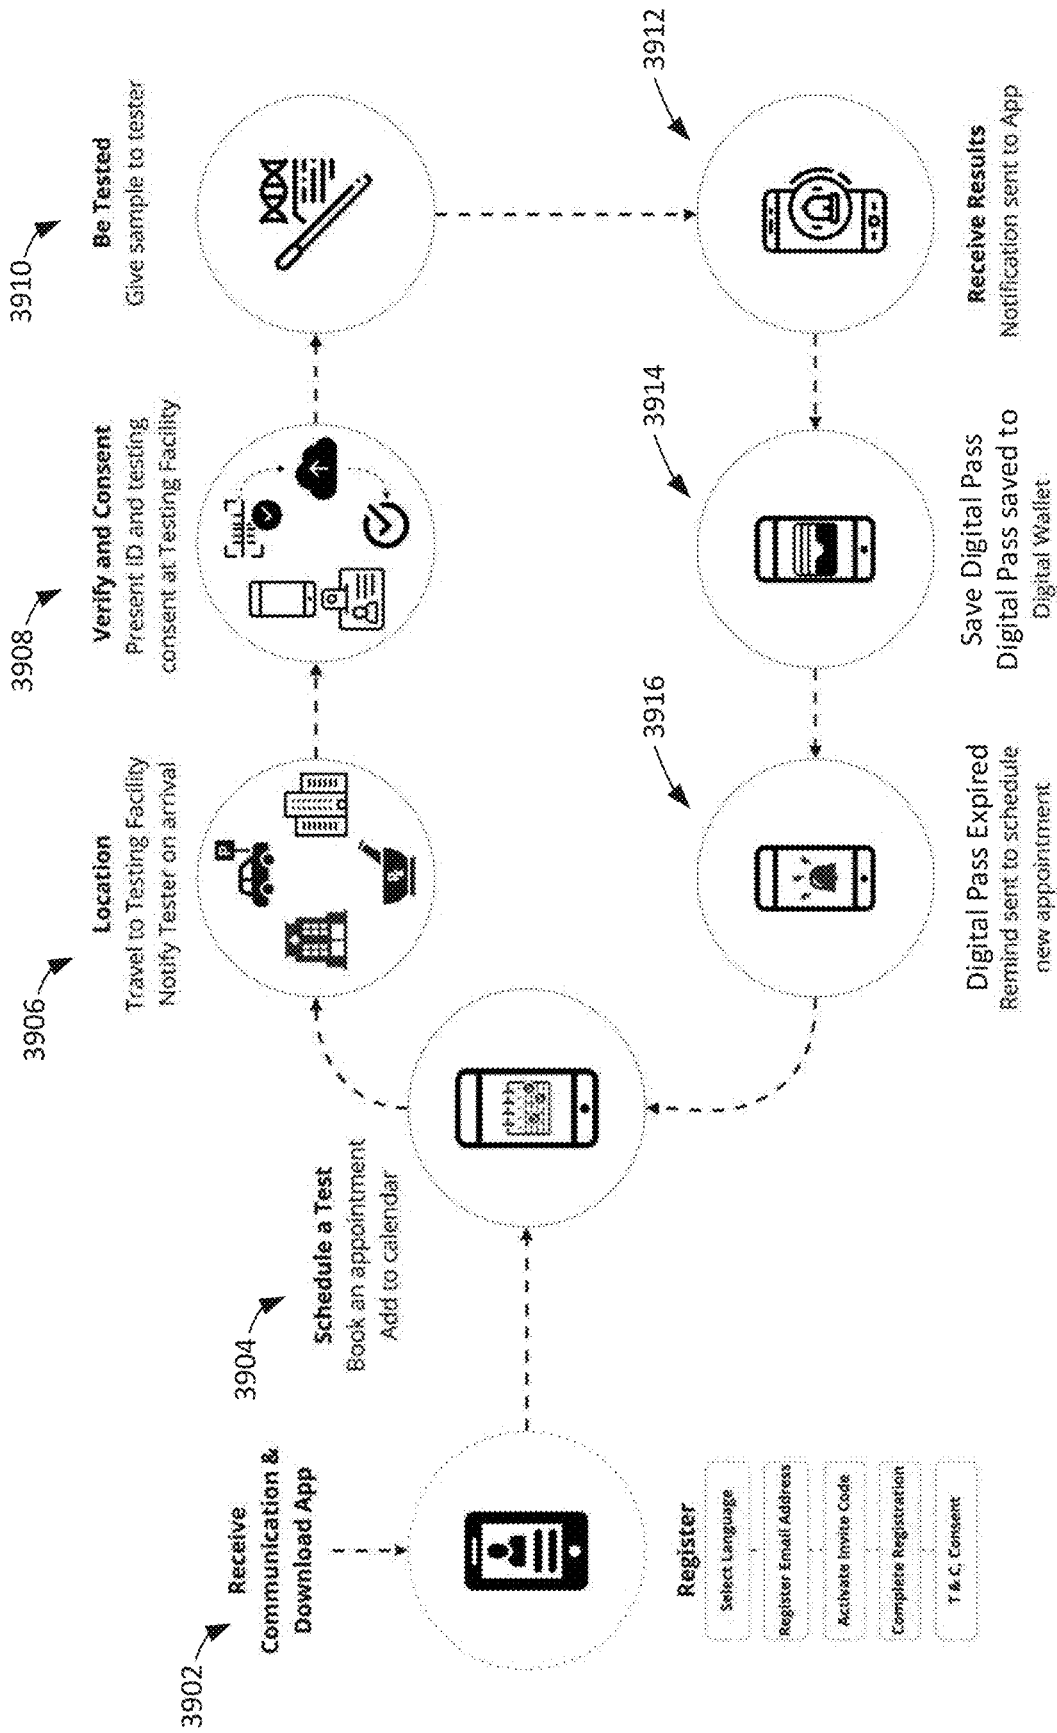 3902
Receive
Communication &
Download App
Register
Select Language
Register Email Address
Activate Invite Code
Complete Registration
T & C, Consent
3904
Schedule a Test
Book an appointment
Add to calendar
3906
Location
Travel to Testing Facility
Notify Tester on arrival
P
3908
Verify and Consent
Present ID and testing
consent at Testing Facility
3910
Be Tested
Give sample to tester
3912
Receive Results
Notification sent to App
3914
Save Digital Pass
Digital Pass saved to
Digital Wallet
3916
Digital Pass Expired
Remind sent to schedule
new appointment